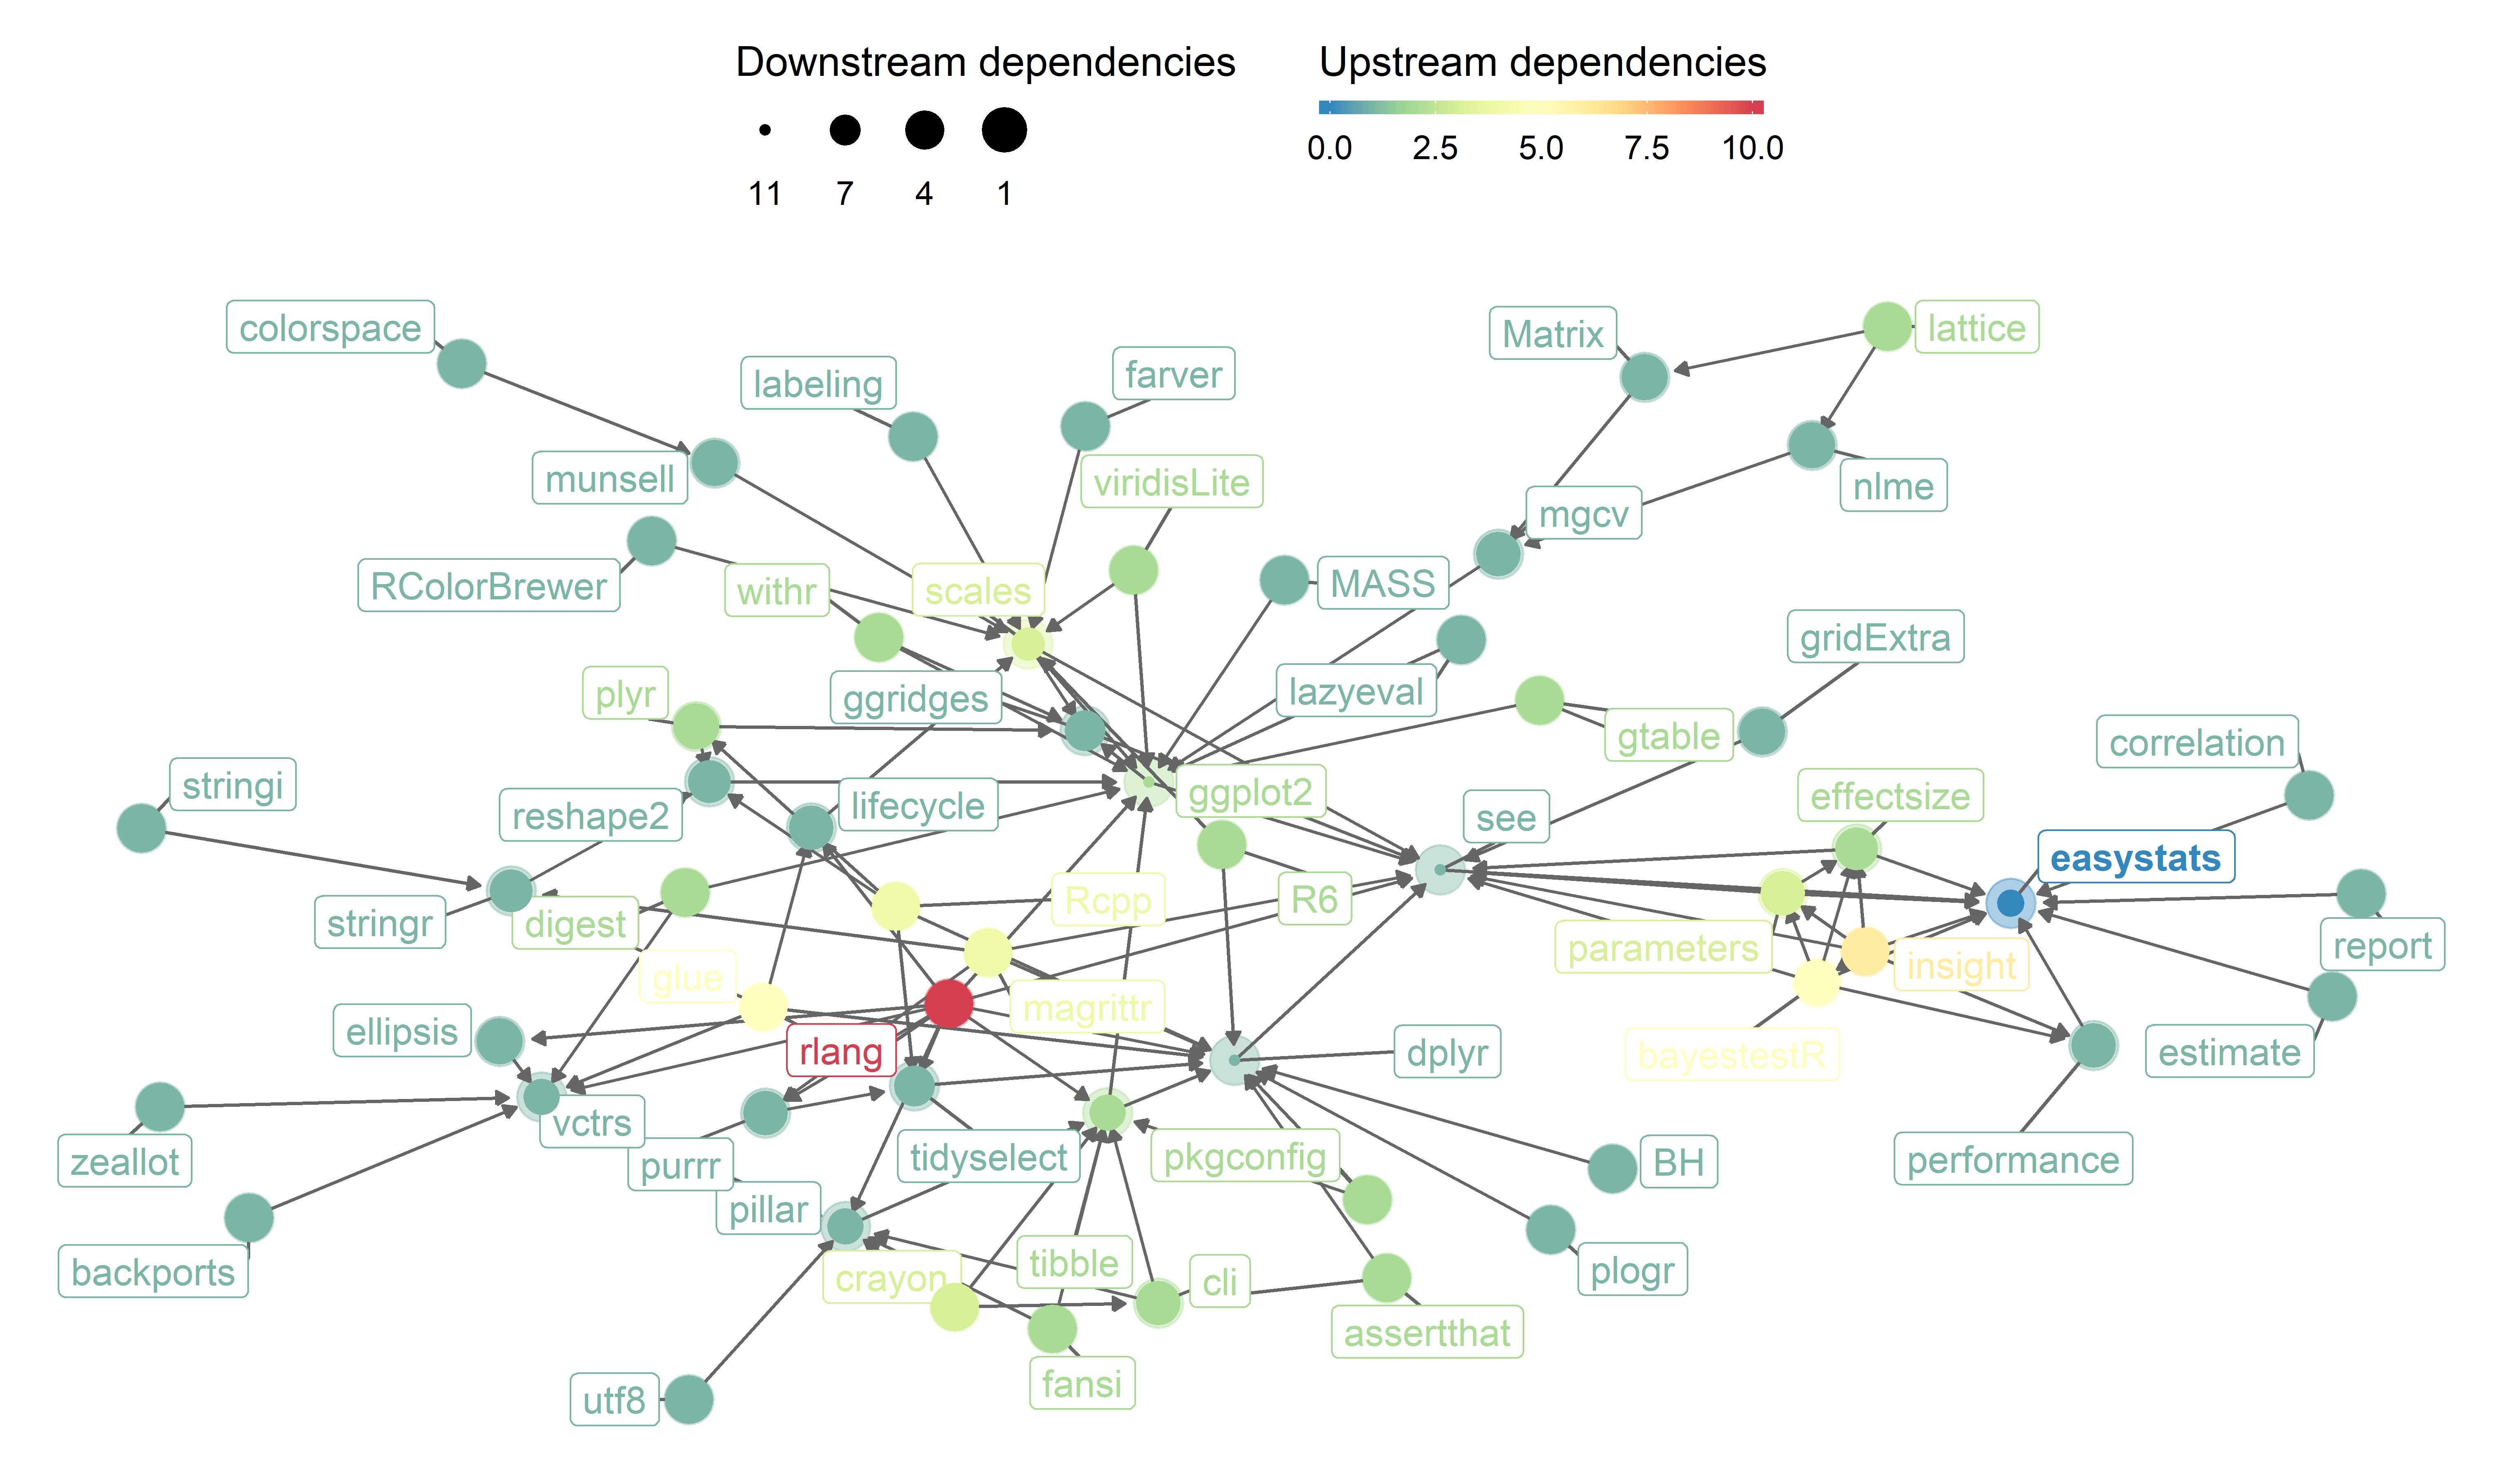 Downstream dependencies
11 7 4 1
Upstream dependencies
0.0 2.5 5.0 7.5 10.0
colorspace
Matrix
lattice
labeling
farver
munsell
viridisLite
nlme
mgcv
RColorBrewer
withr
scales
MASS
gridExtra
plyr
ggridges
lazyeval
gtable
correlation
stringi
reshape2
lifecycle
ggplot2
see
effectsize
easystats
stringr
digest
Rcpp
R6
parameters
insight
report
glue
magrittr
ellipsis
rlang
dplyr
bayestestR
estimate
vctrs
zeallot
purrr
tidyselect
pkgconfig
BH
performance
pillar
backports
crayon
tibble
cli
plogr
assertthat
utf8
fansi